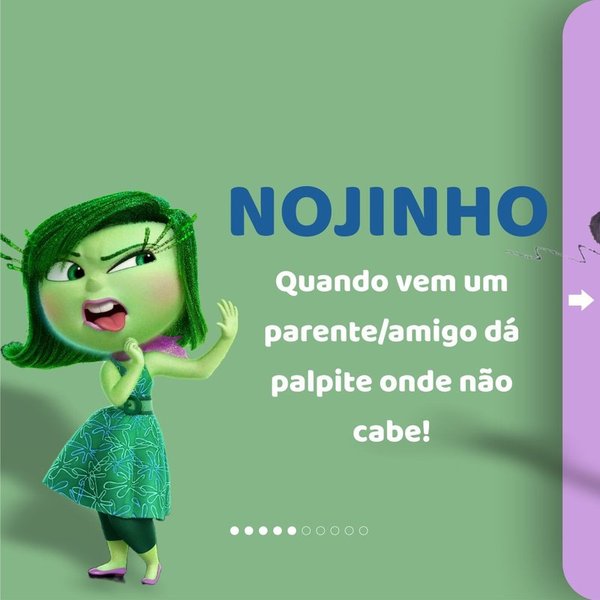 NOJINHO
Quando vem um
parente/amigo dá
palpite onde não
cabe!